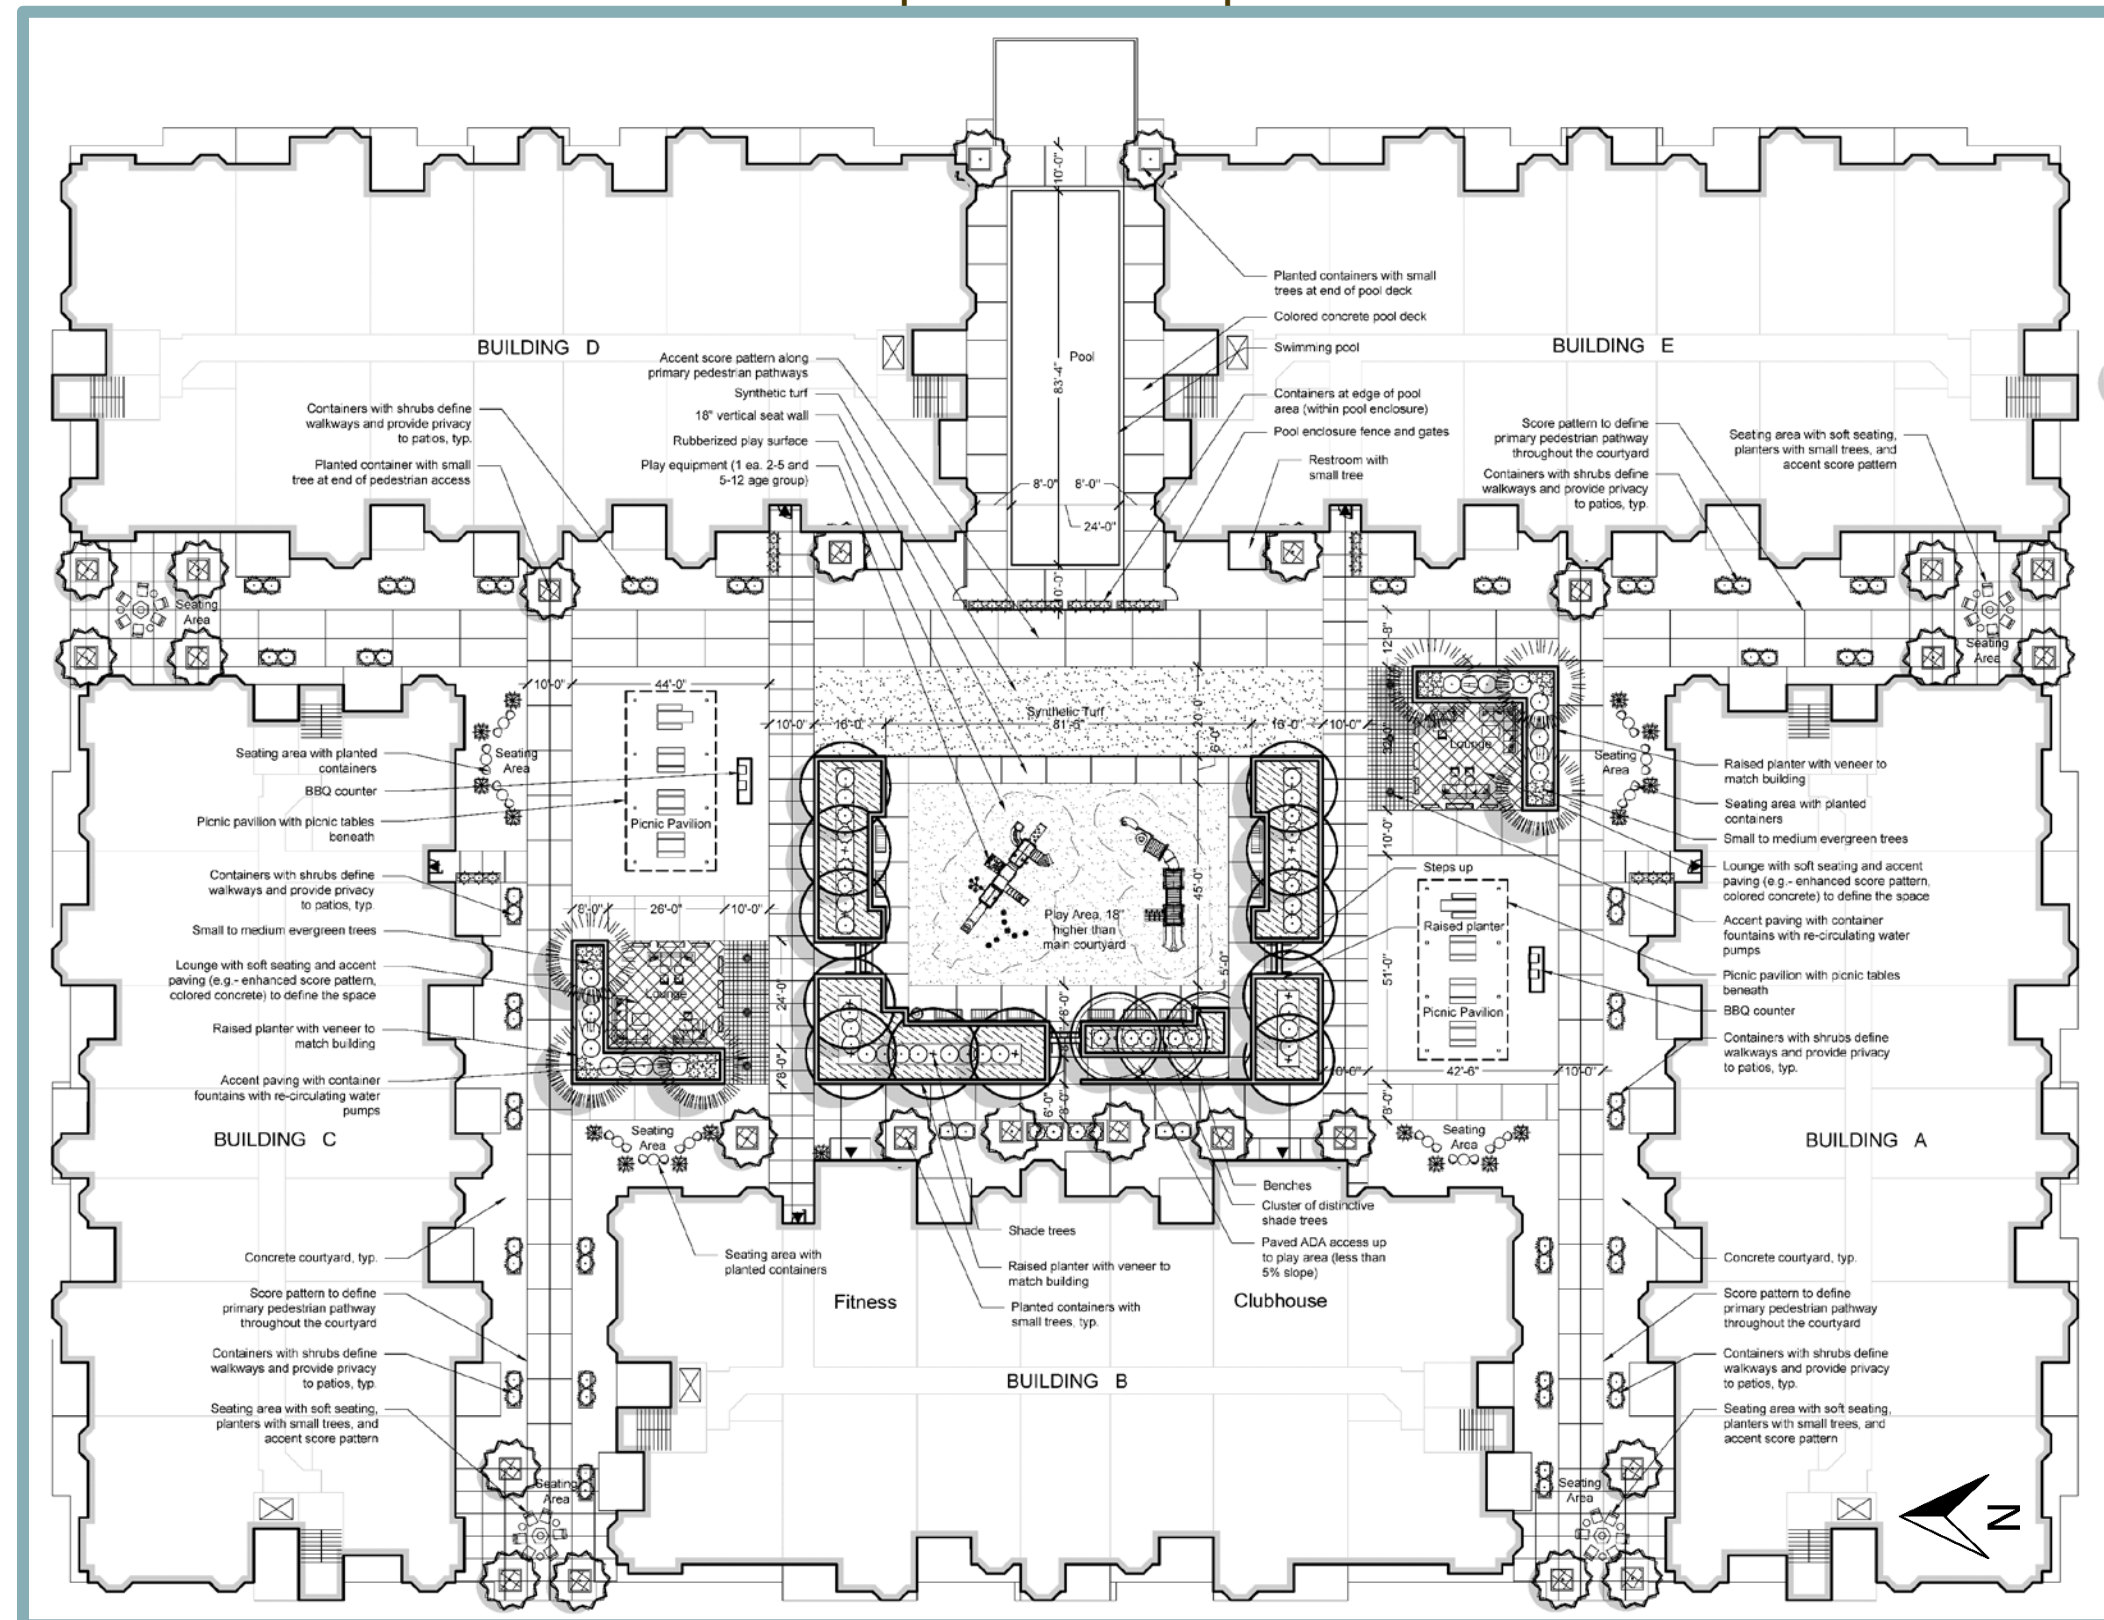 10'-0"
Planted containers with small
trees at end of pool deck
Colored concrete pool deck
Swimming pool
Containers at edge of pool
area (within pool enclosure)
Pool enclosure fence and gates
Restroom with
small tree
BUILDING D
BUILDING E
Pool
83'-4"
8'-0"
8'-0"
24'-0"
10'-0"
Accent score pattern along
primary pedestrian pathways
Synthetic turf
18" vertical seat wall
Rubberized play surface
Play equipment (1 ea. 2-5 and
5-12 age group)
Containers with shrubs define
walkways and provide privacy
to patios, typ.
Planted container with small
tree at end of pedestrian access
Score pattern to define
primary pedestrian pathway
throughout the courtyard
Containers with shrubs define
walkways and provide privacy
to patios, typ.
Seating area with soft seating,
planters with small trees, and
accent score pattern
Seating
Area
Seating
Area
12'-8"
10'-0"
44'-0"
10'-0"
16'-0"
Synthetic Turf
81'-6"
20'-0"
16'-0"
10'-0"
6'-0"
Seating area with planted
containers
BBQ counter
Picnic pavilion with picnic tables
beneath
Containers with shrubs define
walkways and provide privacy
to patios, typ.
Small to medium evergreen trees
Lounge with soft seating and accent
paving (e.g.- enhanced score pattern,
colored concrete) to define the space
Raised planter with veneer to
match building
Accent paving with container
fountains with re-circulating water
pumps
BUILDING C
Seating
Area
Picnic Pavilion
8'-0"
26'-0"
10'-0"
Lounge
24'-0"
8'-0"
Play Area, 18"
higher than
main courtyard
45'-0"
5'-0"
6'-0"
6'-0"
8'-0"
Lounge
10'-0"
Steps up
Raised planter
Picnic Pavilion
51'-0"
42'-6"
10'-0"
10'-0"
8'-0"
Seating
Area
Raised planter with veneer to
match building
Seating area with planted
containers
Small to medium evergreen trees
Lounge with soft seating and accent
paving (e.g.- enhanced score pattern,
colored concrete) to define the space
Accent paving with container
fountains with re-circulating water
pumps
Picnic pavilion with picnic tables
beneath
BBQ counter
Containers with shrubs define
walkways and provide privacy
to patios, typ.
BUILDING A
Seating
Area
Seating
Area
Seating area with
planted containers
Shade trees
Raised planter with veneer to
match building
Planted containers with
small trees, typ.
Benches
Cluster of distinctive
shade trees
Paved ADA access up
to play area (less than
5% slope)
Fitness
Clubhouse
BUILDING B
Concrete courtyard, typ.
Score pattern to define
primary pedestrian pathway
throughout the courtyard
Containers with shrubs define
walkways and provide privacy
to patios, typ.
Seating area with soft seating,
planters with small trees, and
accent score pattern
Seating
Area
Concrete courtyard, typ.
Score pattern to define
primary pedestrian pathway
throughout the courtyard
Containers with shrubs define
walkways and provide privacy
to patios, typ.
Seating area with soft seating,
planters with small trees, and
accent score pattern
Seating
Area
N